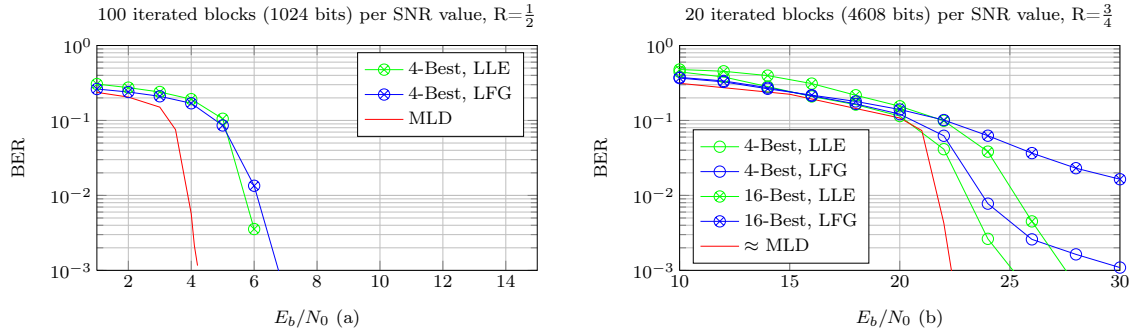 100 iterated blocks (1024 bits) per SNR value, R=1/2
10^0
10^−1
10^−2
10^−3
BER
2 4 6 8 10 12 14
E_b/N_0 (a)
4-Best, LLE
4-Best, LFG
MLD
20 iterated blocks (4608 bits) per SNR value, R=3/4
10^0
10^−1
10^−2
10^−3
BER
10 15 20 25 30
E_b/N_0 (b)
4-Best, LLE
4-Best, LFG
16-Best, LLE
16-Best, LFG
≈ MLD